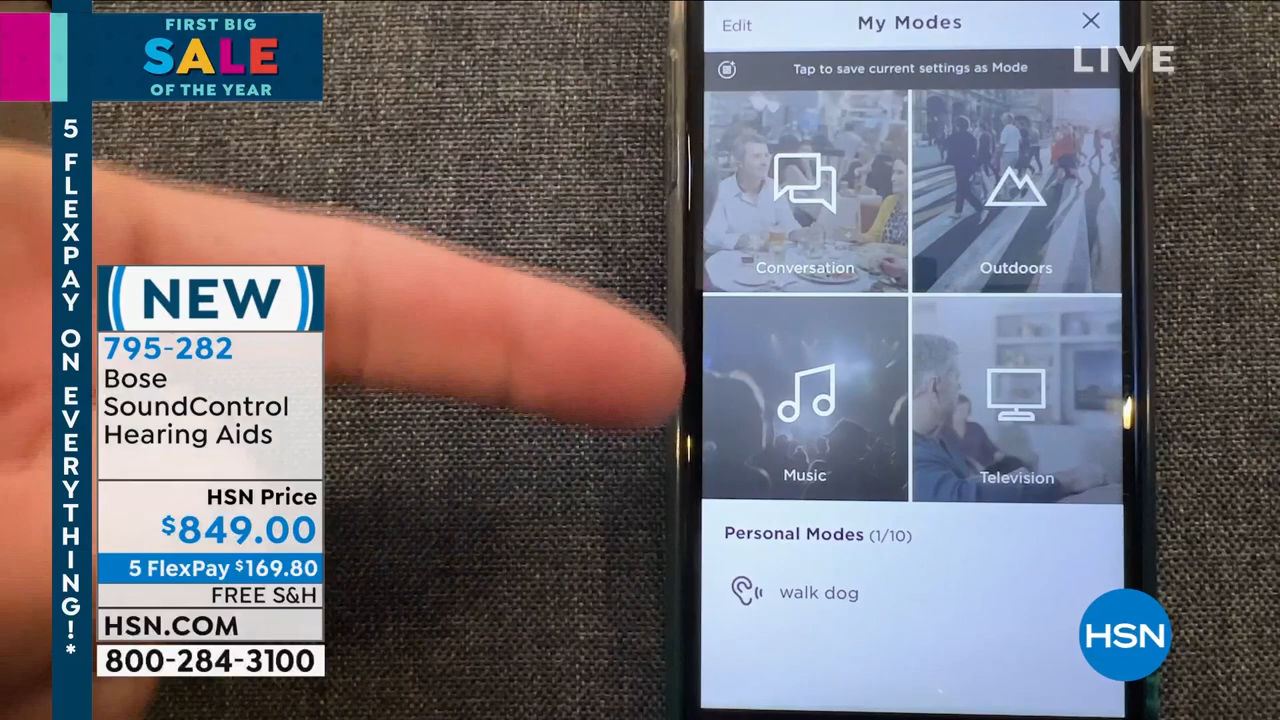 FIRST BIG
SALE
OF THE YEAR
5 FLEXPAY ON EVERYTHING!*
NEW
795-282
Bose
SoundControl
Hearing Aids
HSN Price
$849.00
5 FlexPay $169.80
FREE S&H
HSN.COM
800-284-3100
Edit
My Modes
Tap to save current settings as Mode
LIVE
Conversation
Outdoors
Music
Television
Personal Modes (1/10)
walk dog
HSN